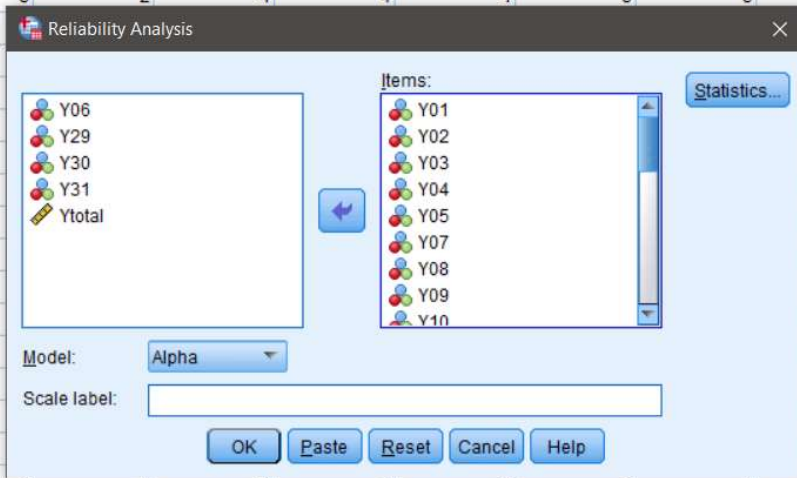 Reliability Analysis
Items:
Statistics...
Y06
Y29
Y30
Y31
Ytotal
Y01
Y02
Y03
Y04
Y05
Y07
Y08
Y09
Y10
Model:
Alpha
Scale label:
OK Paste Reset Cancel Help